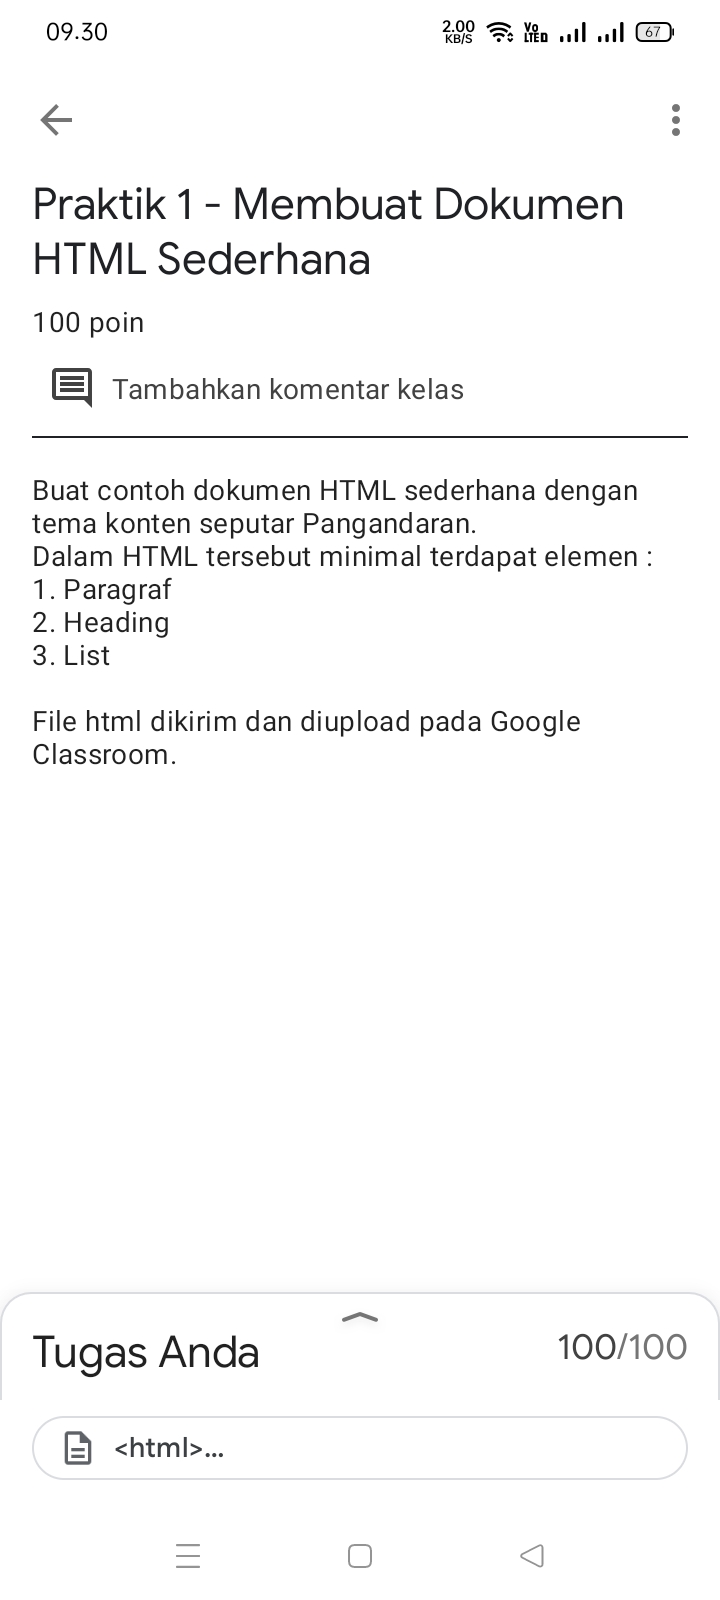 09.30
2.00
KB/S
Vo
LTE
67
Praktik 1 - Membuat Dokumen
HTML Sederhana
100 poin
Tambahkan komentar kelas
Buat contoh dokumen HTML sederhana dengan
tema konten seputar Pangandaran.
Dalam HTML tersebut minimal terdapat elemen :
1. Paragraf
2. Heading
3. List
File html dikirim dan diupload pada Google
Classroom.
Tugas Anda
100/100
<html>...